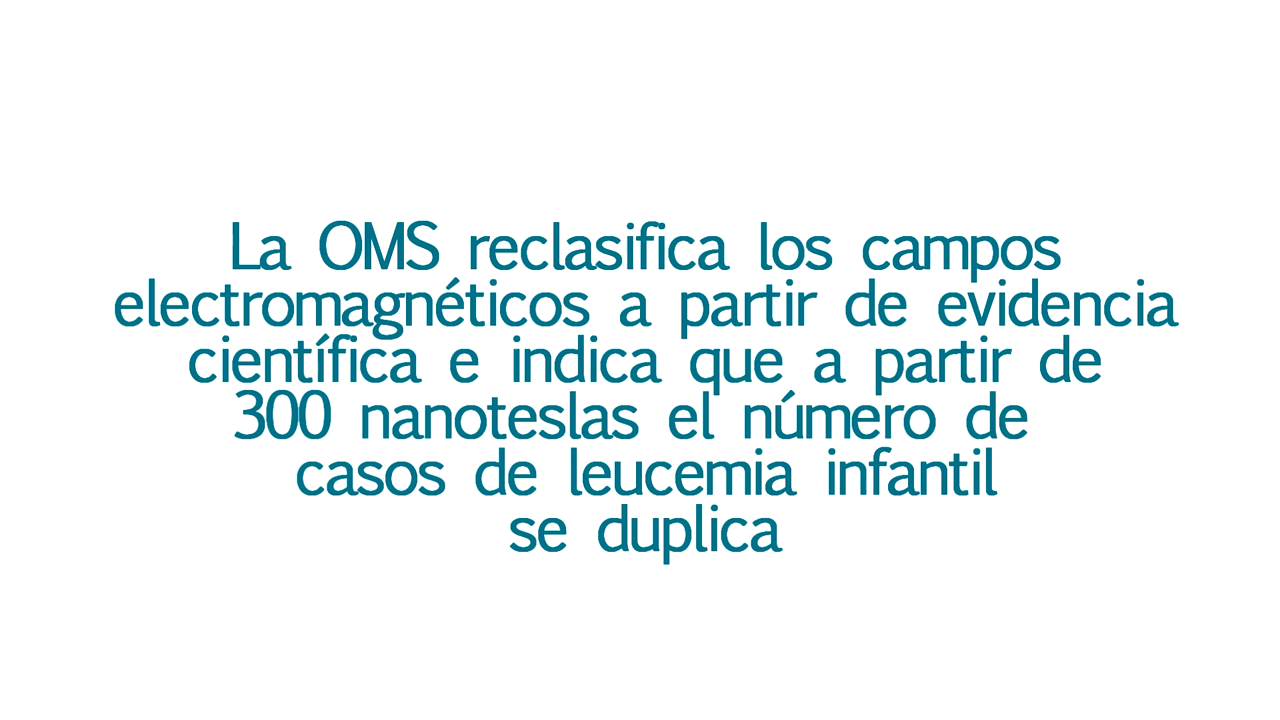 La OMS reclasifica los campos
electromagnéticos a partir de evidencia
científica e indica que a partir de
300 nanoteslas el número de
casos de leucemia infantil
se duplica